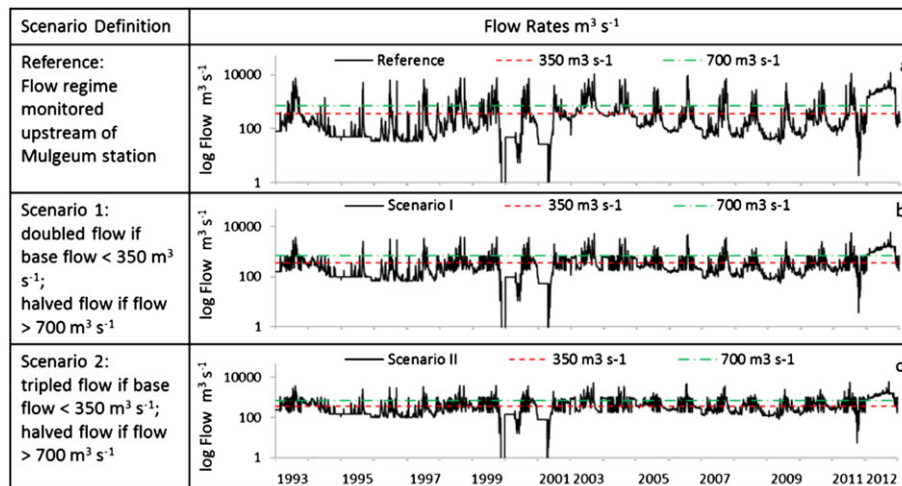 Scenario Definition
Flow Rates m³ s⁻¹
Reference:
Flow regime
monitored
upstream of
Mulgeum station
Reference 350 m3 s-1 700 m3 s-1
a
log Flow m³ s⁻¹
10000
100
1
Scenario 1:
doubled flow if
base flow < 350 m³
s⁻¹;
halved flow if flow
> 700 m³ s⁻¹
Scenario I 350 m3 s-1 700 m3 s-1
b
log Flow m³ s⁻¹
10000
100
1
Scenario 2:
tripled flow if base
flow < 350 m³ s⁻¹;
halved flow if flow
> 700 m³ s⁻¹
Scenario II 350 m3 s-1 700 m3 s-1
log Flow m³ s⁻¹
10000
100
1
1993 1995 1997 1999 2001 2003 2005 2007 2009 2011 2012